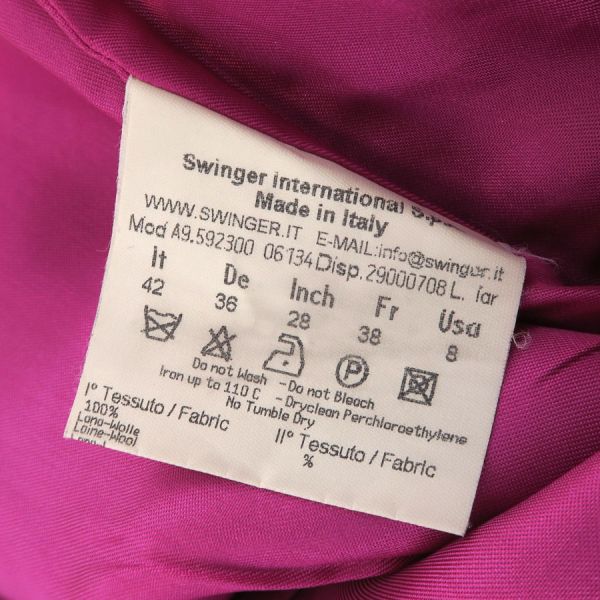 Swinger international S.p.
Made in Italy
WWW.SWINGER.IT E-MAIL:info@swinger.it
Mod A9.592300 06134 Disp.29000708 L. far
It De Inch Fr Usa
42 36 28 38 8
P
Do not Wash - Do not Bleach
Iron up to 110 C - Dryclean Perchloroethylene
No Tumble Dry
I° Tessuto / Fabric
100%
Lana-Wolle
Laine-Wool
II° Tessuto / Fabric
%